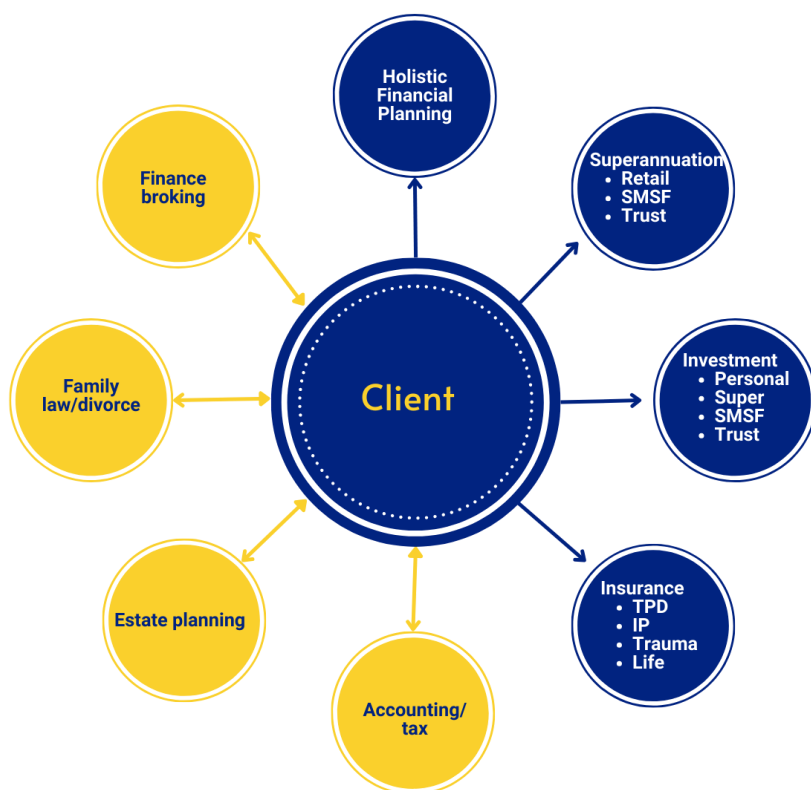 Holistic
Financial
Planning
Superannuation
• Retail
• SMSF
• Trust
Investment
• Personal
• Super
• SMSF
• Trust
Insurance
• TPD
• IP
• Trauma
• Life
Accounting/
tax
Estate planning
Family
law/divorce
Finance
broking
Client